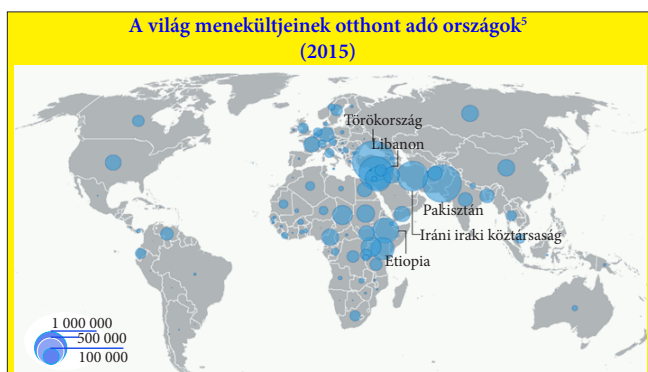 A világ menekültjeinek otthont adó országok⁵
(2015)
Törökország
Libanon
Pakisztán
Iráni iraki köztársaság
Etiopia
1 000 000
500 000
100 000